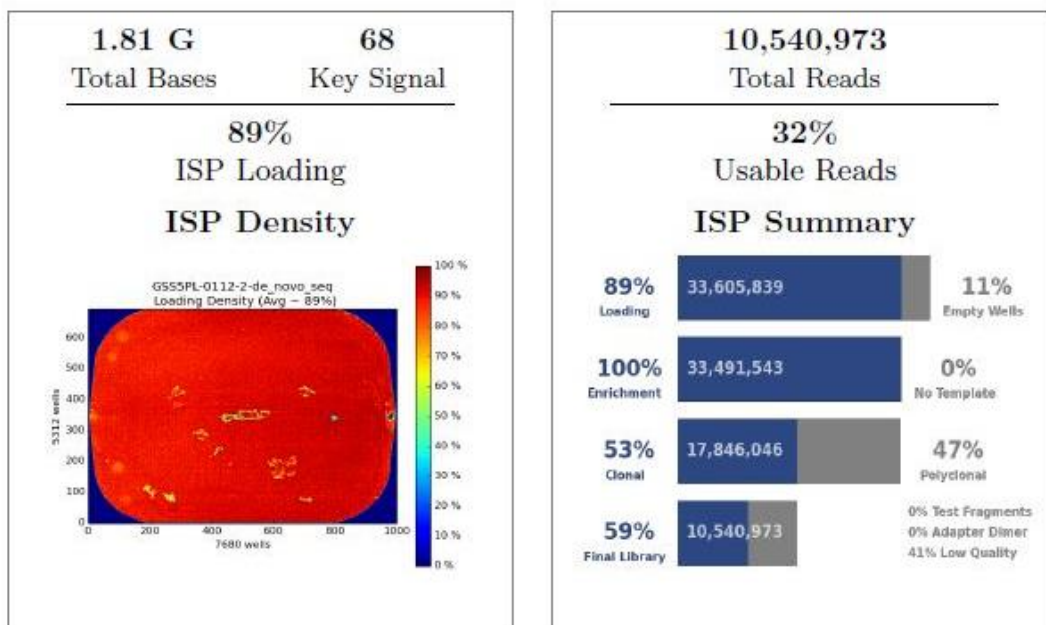 1.81 G 68
Total Bases Key Signal
89%
ISP Loading
ISP Density
GSS5PL-0112-2-de_novo_seq
Loading Density (Avg ~ 89%)
100 %
90 %
80 %
70 %
60 %
50 %
40 %
30 %
20 %
10 %
0 %
600
500
400
300
200
100
0
5312 wells
0 200 400 600 800 1000
7680 wells
10,540,973
Total Reads
32%
Usable Reads
ISP Summary
89% 33,605,839 11%
Loading Empty Wells
100% 33,491,543 0%
Enrichment No Template
53% 17,846,046 47%
Clonal Polyclonal
59% 10,540,973
Final Library
0% Test Fragments
0% Adapter Dimer
41% Low Quality